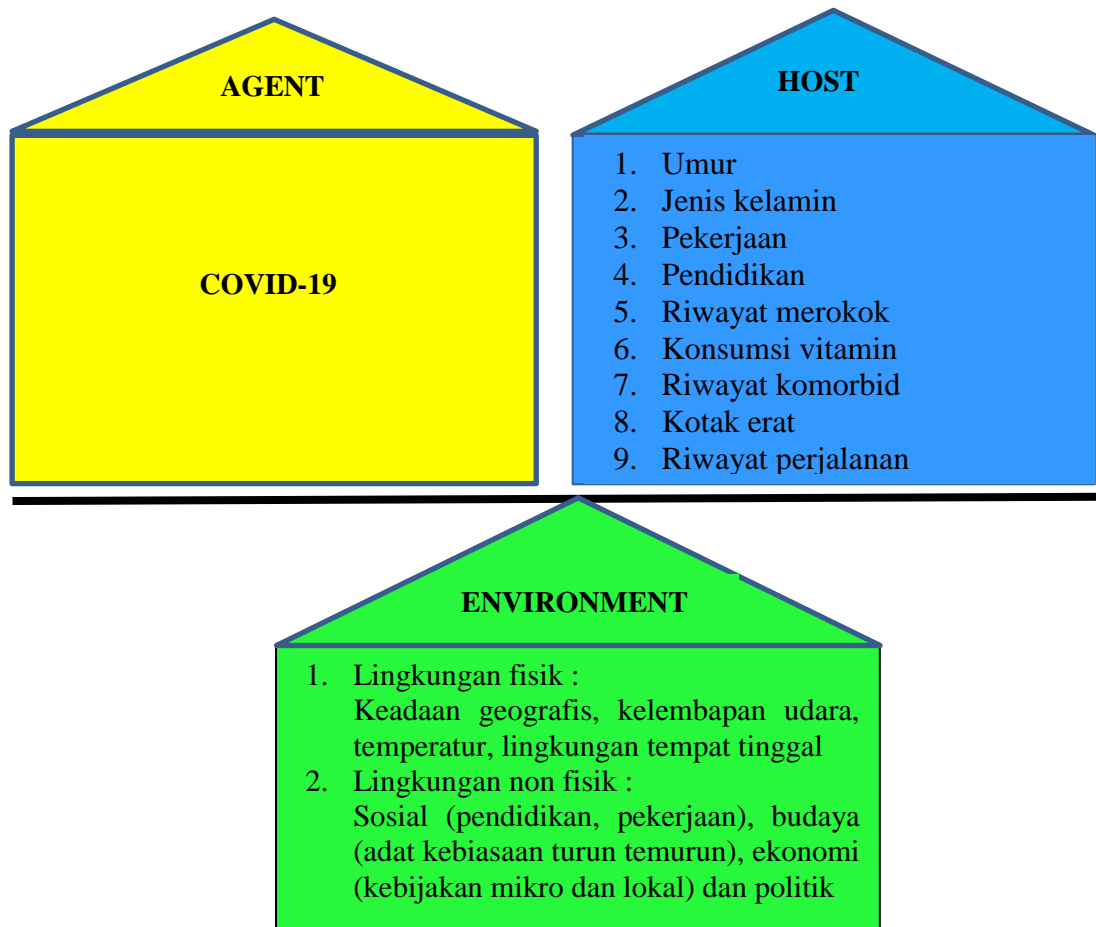 AGENT
COVID-19
HOST
1. Umur
2. Jenis kelamin
3. Pekerjaan
4. Pendidikan
5. Riwayat merokok
6. Konsumsi vitamin
7. Riwayat komorbid
8. Kotak erat
9. Riwayat perjalanan
ENVIRONMENT
1. Lingkungan fisik :
Keadaan geografis, kelembapan udara,
temperatur, lingkungan tempat tinggal
2. Lingkungan non fisik :
Sosial (pendidikan, pekerjaan), budaya
(adat kebiasaan turun temurun), ekonomi
(kebijakan mikro dan lokal) dan politik